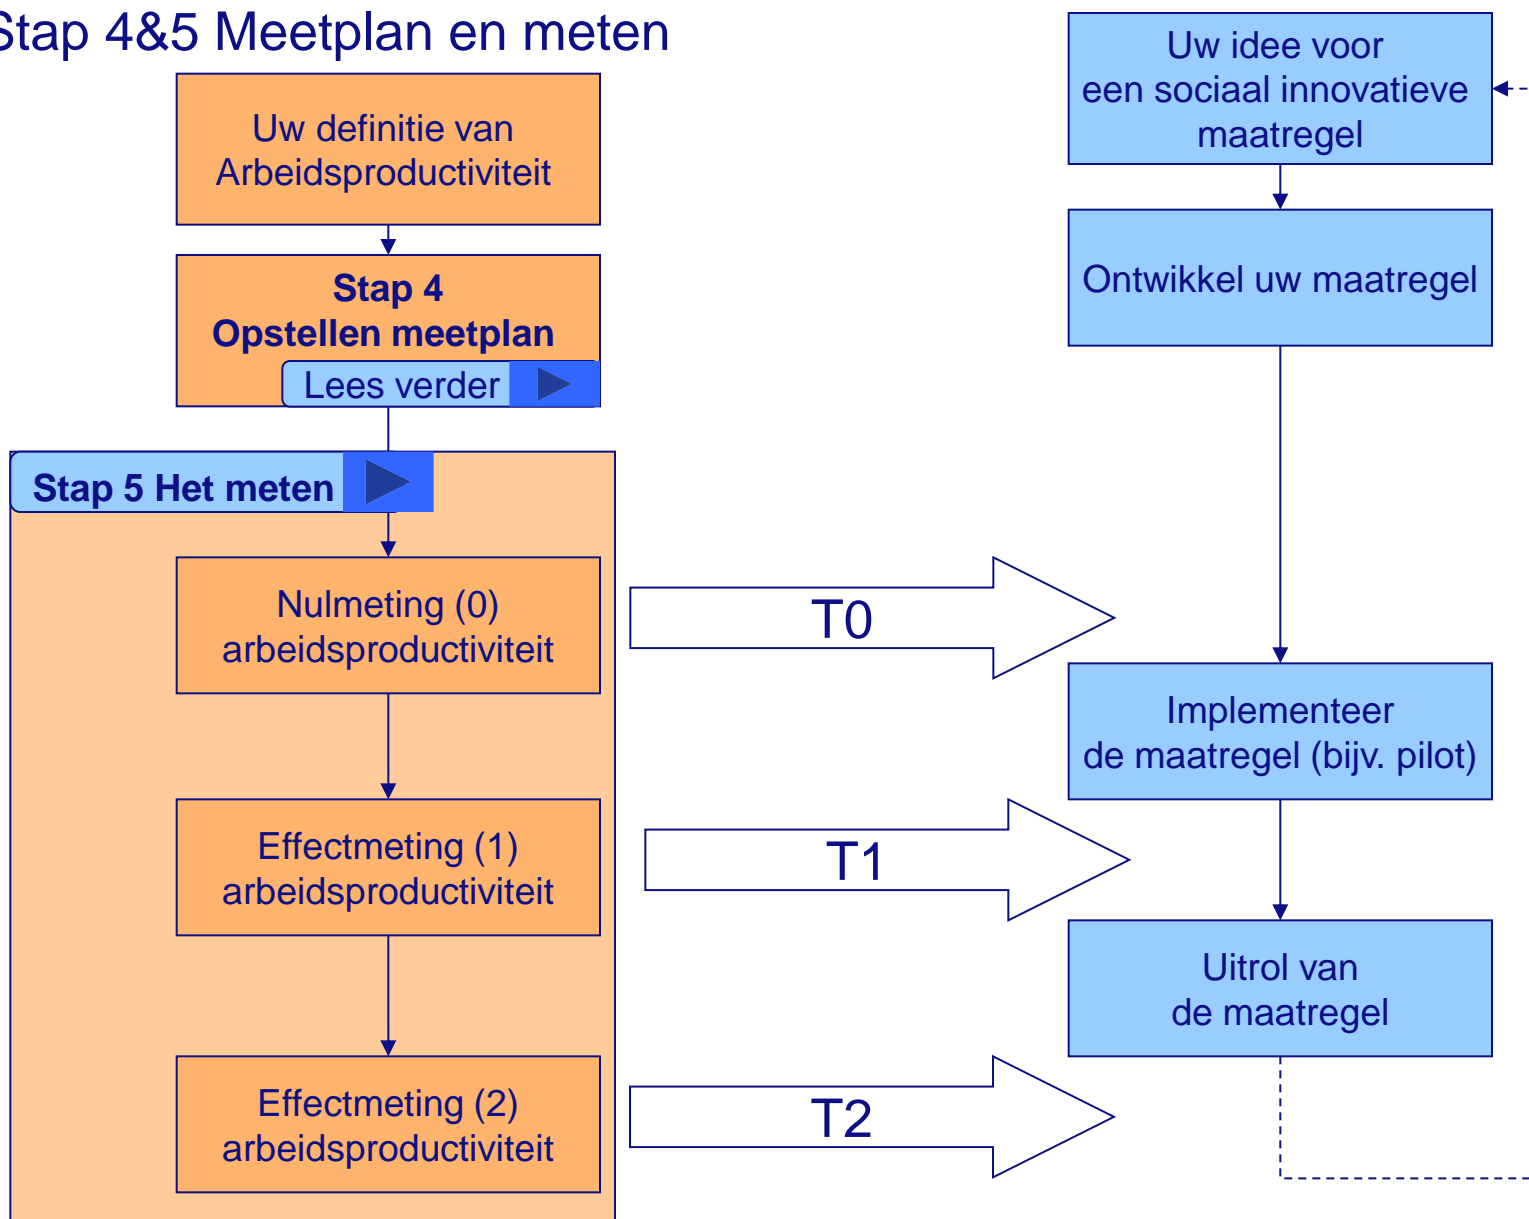 Stap 4&5 Meetplan en meten
Uw definitie van
Arbeidsproductiviteit
Stap 4
Opstellen meetplan
Lees verder
Stap 5 Het meten
Nulmeting (0)
arbeidsproductiviteit
Effectmeting (1)
arbeidsproductiviteit
Effectmeting (2)
arbeidsproductiviteit
T0
T1
T2
Uw idee voor
een sociaal innovatieve
maatregel
Ontwikkel uw maatregel
Implementeer
de maatregel (bijv. pilot)
Uitrol van
de maatregel